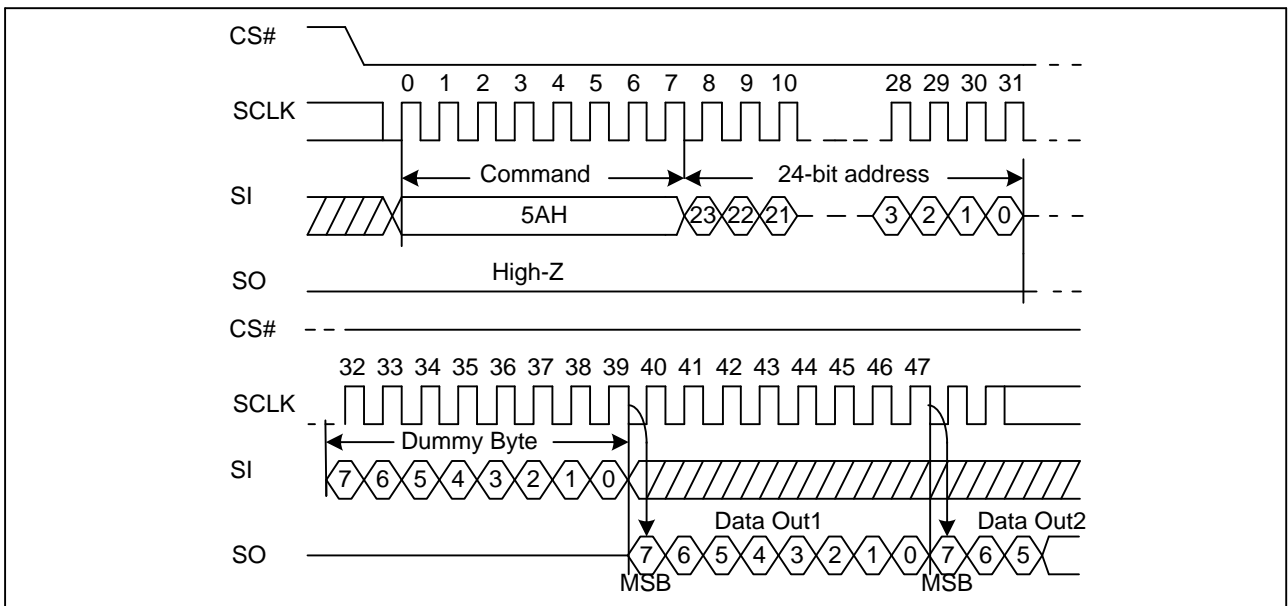 CS#
0 1 2 3 4 5 6 7 8 9 10 28 29 30 31
SCLK
Command 24-bit address
SI
5AH 23 22 21 3 2 1 0
High-Z
SO
CS#
32 33 34 35 36 37 38 39 40 41 42 43 44 45 46 47
SCLK
Dummy Byte
SI
7 6 5 4 3 2 1 0
Data Out1 Data Out2
SO
7 6 5 4 3 2 1 0 7 6 5
MSB MSB